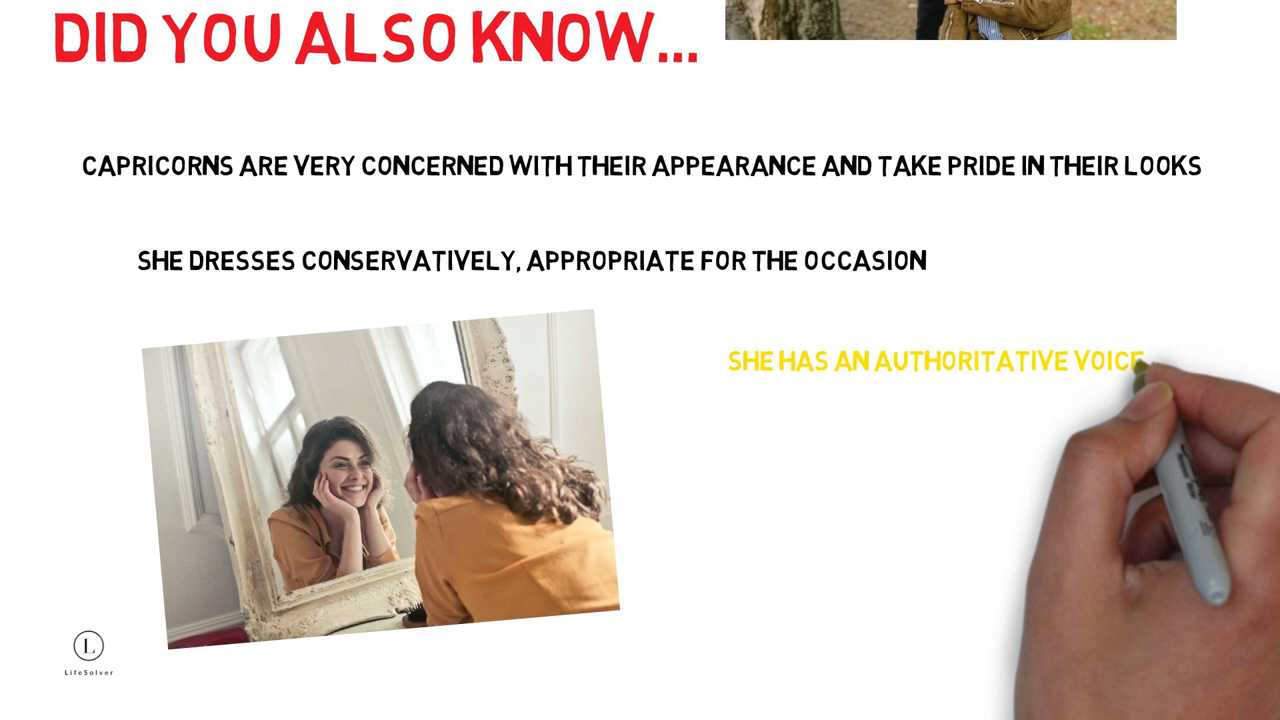 DID YOU ALSO KNOW...
CAPRICORNS ARE VERY CONCERNED WITH THEIR APPEARANCE AND TAKE PRIDE IN THEIR LOOKS
SHE DRESSES CONSERVATIVELY, APPROPRIATE FOR THE OCCASION
SHE HAS AN AUTHORITATIVE VOICE
L
LifeSolver